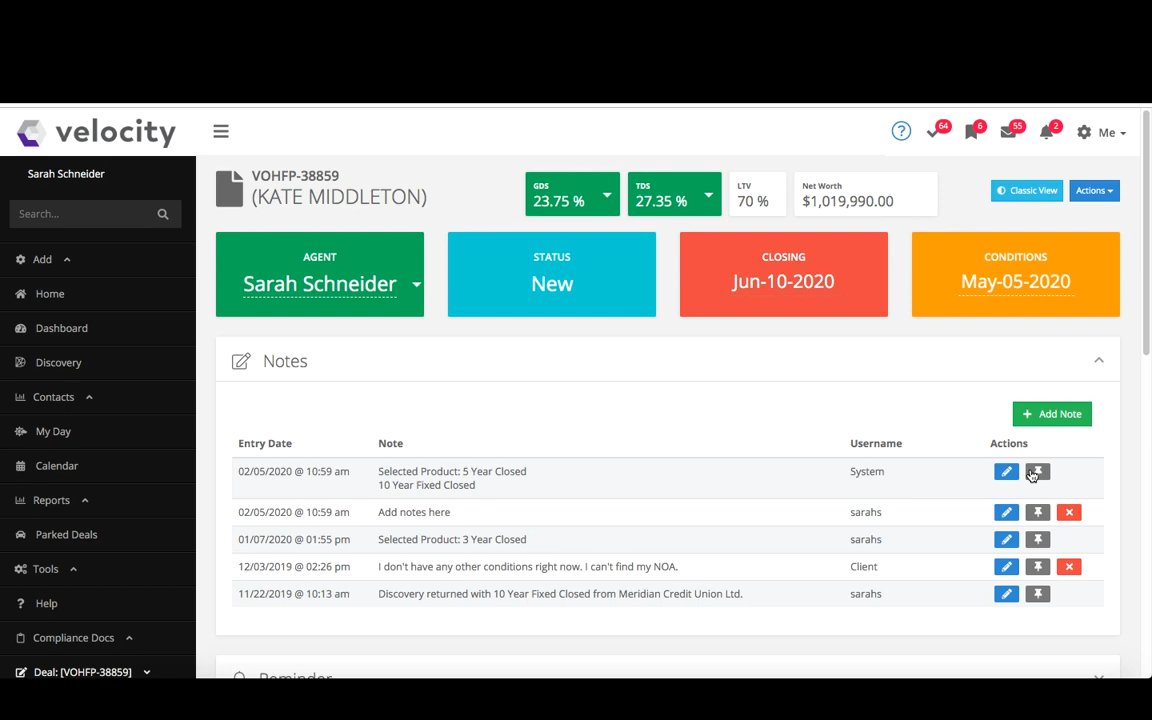 velocity
64
6
55
2
Me
Sarah Schneider
Search...
Add
Home
Dashboard
Discovery
Contacts
My Day
Calendar
Reports
Parked Deals
Tools
Help
Compliance Docs
Deal: [VOHFP-38859]
VOHFP-38859
(KATE MIDDLETON)
GDS
23.75 %
TDS
27.35 %
LTV
70 %
Net Worth
$1,019,990.00
Classic View
Actions
AGENT
Sarah Schneider
STATUS
New
CLOSING
Jun-10-2020
CONDITIONS
May-05-2020
Notes
+ Add Note
Entry Date Note Username Actions
02/05/2020 @ 10:59 am Selected Product: 5 Year Closed System
10 Year Fixed Closed
02/05/2020 @ 10:59 am Add notes here sarahs
01/07/2020 @ 01:55 pm Selected Product: 3 Year Closed sarahs
12/03/2019 @ 02:26 pm I don't have any other conditions right now. I can't find my NOA. Client
11/22/2019 @ 10:13 am Discovery returned with 10 Year Fixed Closed from Meridian Credit Union Ltd. sarahs
Reminder